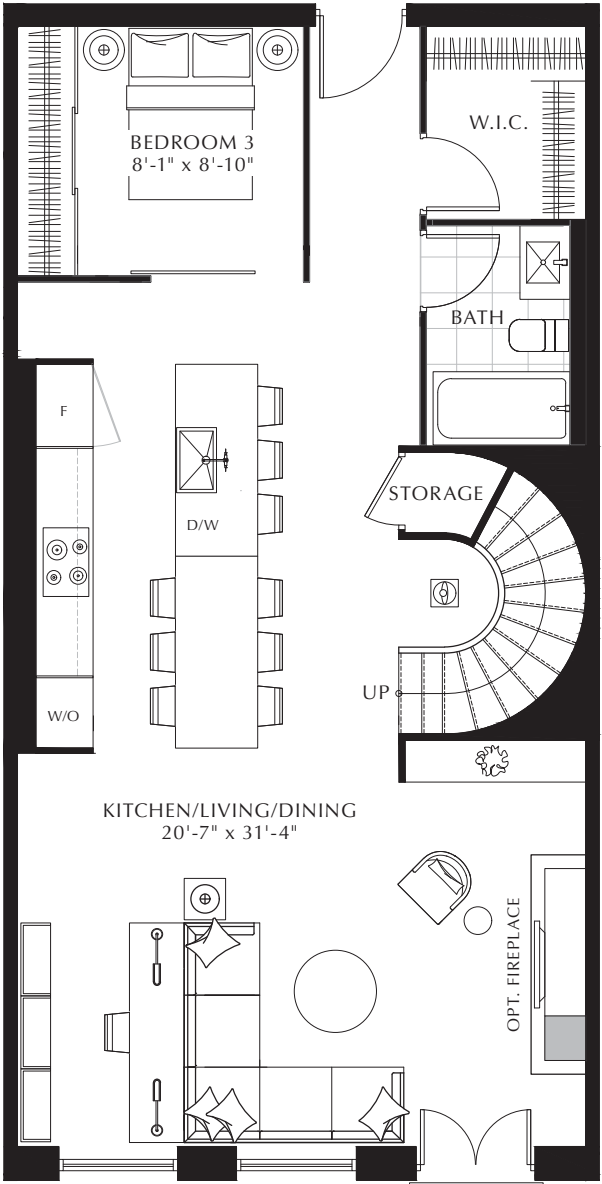 W.I.C.
BEDROOM 3
8'-1" x 8'-10"
BATH
F
STORAGE
D/W
UP
W/O
KITCHEN/LIVING/DINING
20'-7" x 31'-4"
OPT. FIREPLACE